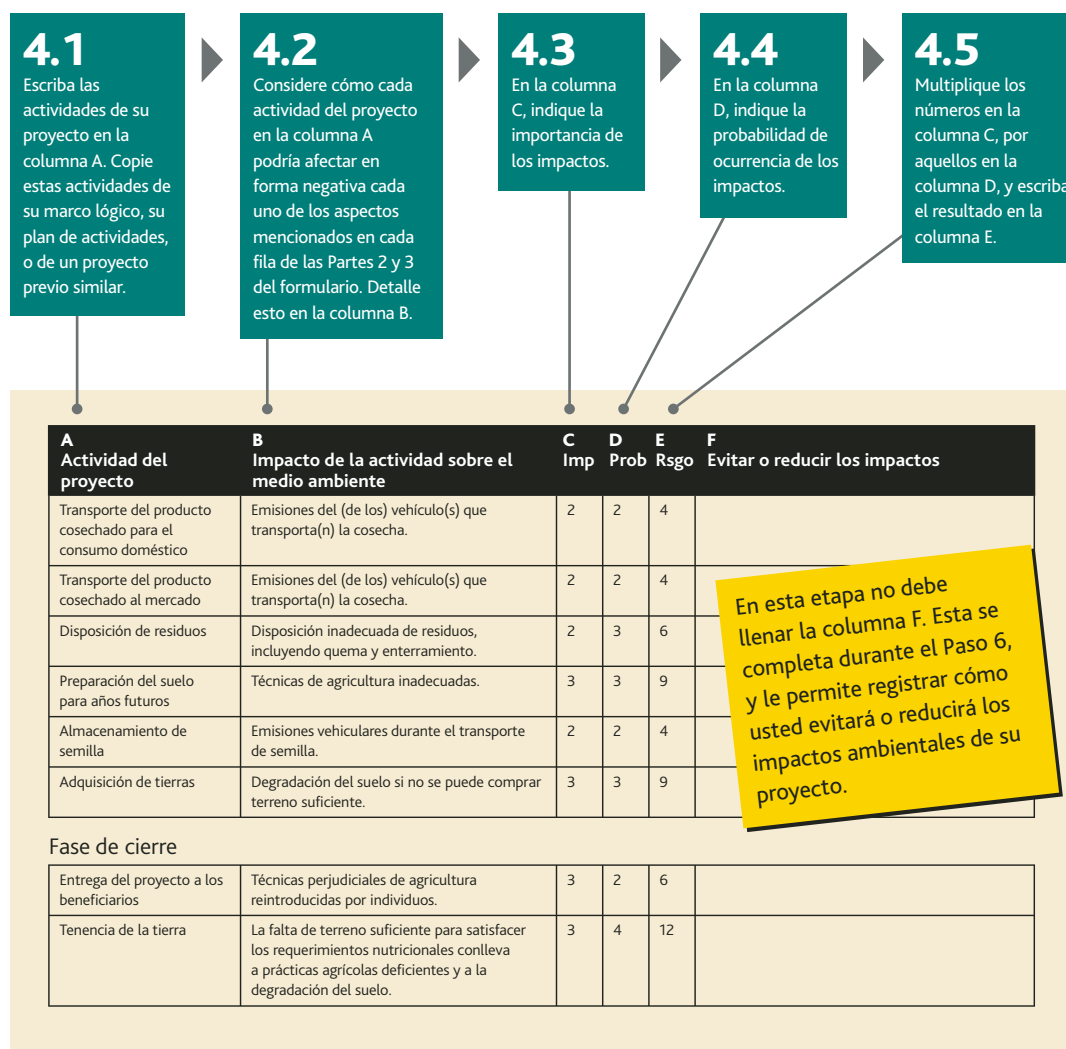 4.1
Escriba las
actividades de su
proyecto en la
columna A. Copie
estas actividades de
su marco lógico, su
plan de actividades,
o de un proyecto
previo similar.
4.2
Considere cómo cada
actividad del proyecto
en la columna A
podría afectar en
forma negativa cada
uno de los aspectos
mencionados en cada
fila de las Partes 2 y 3
del formulario. Detalle
esto en la columna B.
4.3
En la columna
C, indique la
importancia de
los impactos.
4.4
En la columna
D, indique la
probabilidad de
ocurrencia de los
impactos.
4.5
Multiplique los
números en la
columna C, por
aquellos en la
columna D, y escriba
el resultado en la
columna E.
A
Actividad del
proyecto
B
Impacto de la actividad sobre el
medio ambiente
C
Imp
D
Prob
E
Rsgo
F
Evitar o reducir los impactos
Transporte del producto
cosechado para el
consumo doméstico
Emisiones del (de los) vehículo(s) que
transporta(n) la cosecha.
2
2
4
Transporte del producto
cosechado al mercado
Emisiones del (de los) vehículo(s) que
transporta(n) la cosecha.
2
2
4
Disposición de residuos
Disposición inadecuada de residuos,
incluyendo quema y enterramiento.
2
3
6
Preparación del suelo
para años futuros
Técnicas de agricultura inadecuadas.
3
3
9
Almacenamiento de
semilla
Emisiones vehiculares durante el transporte
de semilla.
2
2
4
Adquisición de tierras
Degradación del suelo si no se puede comprar
terreno suficiente.
3
3
9
En esta etapa no debe
llenar la columna F. Esta se
completa durante el Paso 6,
y le permite registrar cómo
usted evitará o reducirá los
impactos ambientales de su
proyecto.
Fase de cierre
Entrega del proyecto a los
beneficiarios
Técnicas perjudiciales de agricultura
reintroducidas por individuos.
3
2
6
Tenencia de la tierra
La falta de terreno suficiente para satisfacer
los requerimientos nutricionales conlleva
a prácticas agrícolas deficientes y a la
degradación del suelo.
3
4
12